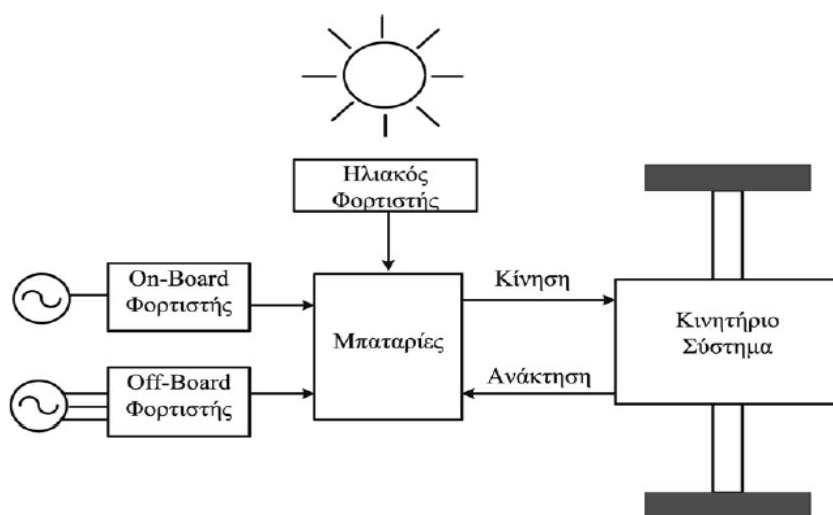 Ηλιακός
Φορτιστής
On-Board
Φορτιστής
Off-Board
Φορτιστής
Μπαταρίες
Κίνηση
Ανάκτηση
Κινητήριο
Σύστημα